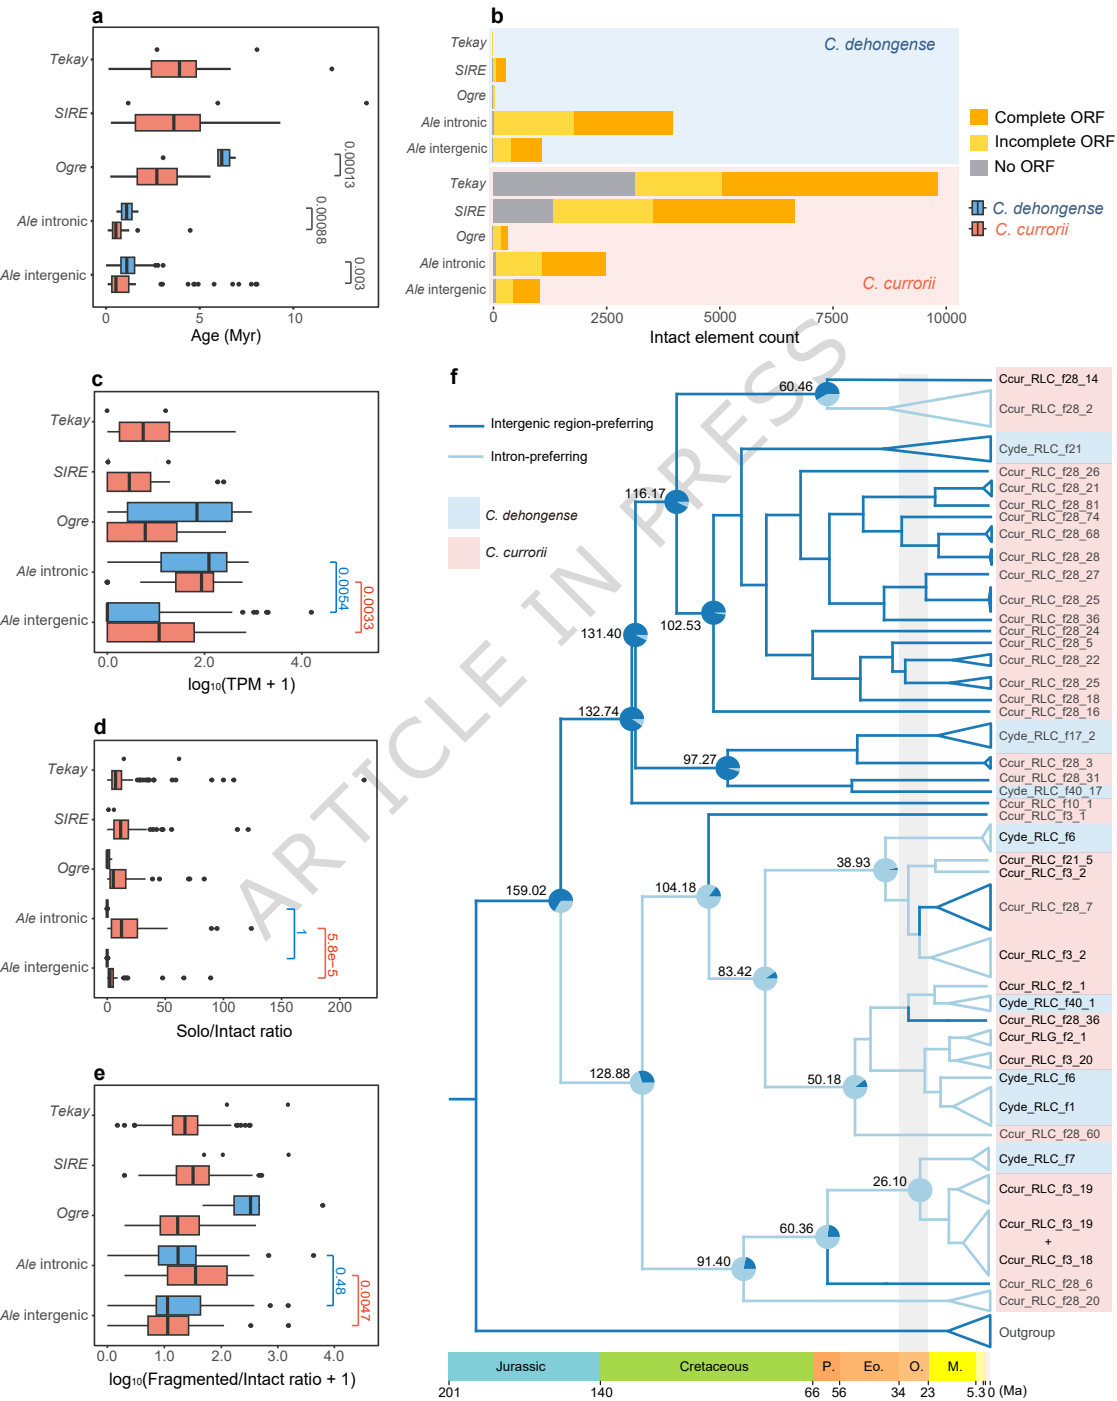 a
Tekay
SIRE
Ogre
Ale intronic
Ale intergenic
0.00013
0.00088
0.003
0
5
10
Age (Myr)
b
Tekay
SIRE
Ogre
Ale intronic
Ale intergenic
C. dehongense
Tekay
SIRE
Ogre
Ale intronic
Ale intergenic
C. currorii
0
2500
5000
7500
10000
Intact element count
Complete ORF
Incomplete ORF
No ORF
C. dehongense
C. currorii
c
Tekay
SIRE
Ogre
Ale intronic
Ale intergenic
0.0054
0.0033
0.0
2.0
4.0
log₁₀(TPM + 1)
d
Tekay
SIRE
Ogre
Ale intronic
Ale intergenic
1
5.8e−5
0
50
100
150
200
Solo/Intact ratio
e
Tekay
SIRE
Ogre
Ale intronic
Ale intergenic
0.48
0.0047
0.0
1.0
2.0
3.0
4.0
log₁₀(Fragmented/Intact ratio + 1)
f
Intergenic region-preferring
Intron-preferring
C. dehongense
C. currorii
60.46
116.17
131.40
102.53
132.74
97.27
159.02
38.93
104.18
83.42
128.88
50.18
26.10
60.36
91.40
Ccur_RLC_f28_14
Ccur_RLC_f28_2
Cyde_RLC_f21
Ccur_RLC_f28_26
Ccur_RLC_f28_21
Ccur_RLC_f28_81
Ccur_RLC_f28_74
Ccur_RLC_f28_68
Ccur_RLC_f28_28
Ccur_RLC_f28_27
Ccur_RLC_f28_25
Ccur_RLC_f28_36
Ccur_RLC_f28_24
Ccur_RLC_f28_5
Ccur_RLC_f28_22
Ccur_RLC_f28_25
Ccur_RLC_f28_18
Ccur_RLC_f28_16
Cyde_RLC_f17_2
Ccur_RLC_f28_3
Ccur_RLC_f28_31
Cyde_RLC_f40_17
Ccur_RLC_f10_1
Ccur_RLC_f3_1
Cyde_RLC_f6
Ccur_RLC_f21_5
Ccur_RLC_f3_2
Ccur_RLC_f28_7
Ccur_RLC_f3_2
Ccur_RLC_f2_1
Cyde_RLC_f40_1
Ccur_RLC_f28_36
Ccur_RLG_f2_1
Ccur_RLC_f3_20
Cyde_RLC_f6
Cyde_RLC_f1
Ccur_RLC_f28_60
Cyde_RLC_f7
Ccur_RLC_f3_19
Ccur_RLC_f3_19
+
Ccur_RLC_f3_18
Ccur_RLC_f28_6
Ccur_RLC_f28_20
Outgroup
Jurassic
Cretaceous
P.
Eo.
O.
M.
201
140
66
56
34
23
5.3
0
(Ma)
ARTICLE IN PRESS